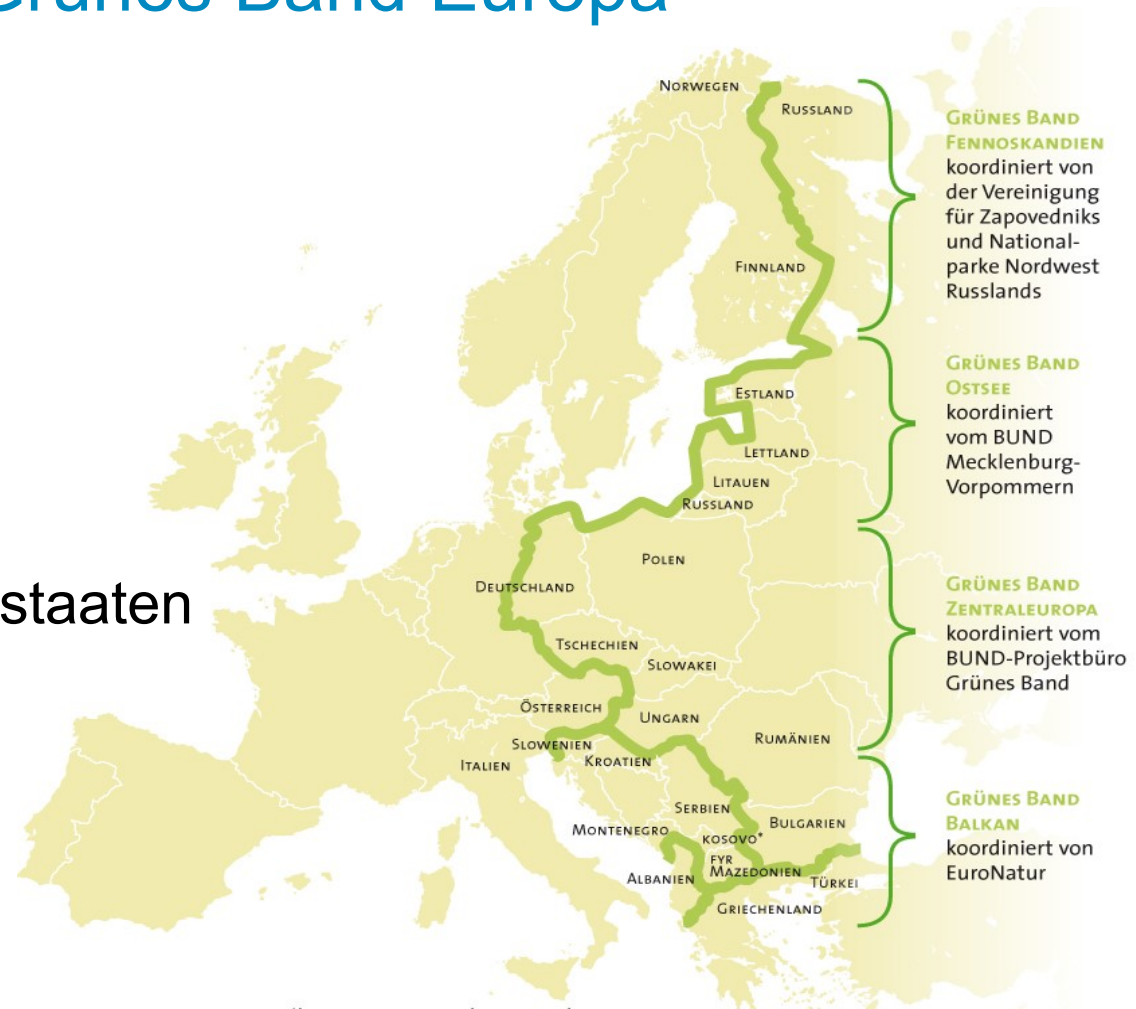 Grünes Band Europa
NORWEGEN
RUSSLAND
GRÜNES BAND
FENNOSKANDIEN
koordiniert von
der Vereinigung
für Zapovedniks
und National-
parke Nordwest
Russlands
FINNLAND
GRÜNES BAND
OSTSEE
koordiniert
vom BUND
Mecklenburg-
Vorpommern
ESTLAND
LETTLAND
LITAUEN
RUSSLAND
POLEN
DEUTSCHLAND
staaten
GRÜNES BAND
ZENTRALEUROPA
koordiniert vom
BUND-Projektbüro
Grünes Band
TSCHECHIEN
SLOWAKEI
ÖSTERREICH
UNGARN
RUMÄNIEN
SLOWENIEN
KROATIEN
ITALIEN
GRÜNES BAND
BALKAN
koordiniert von
EuroNatur
SERBIEN
BULGARIEN
MONTENEGRO
KOSOVO*
FYR
MAZEDONIEN
ALBANIEN
TÜRKEI
GRIECHENLAND